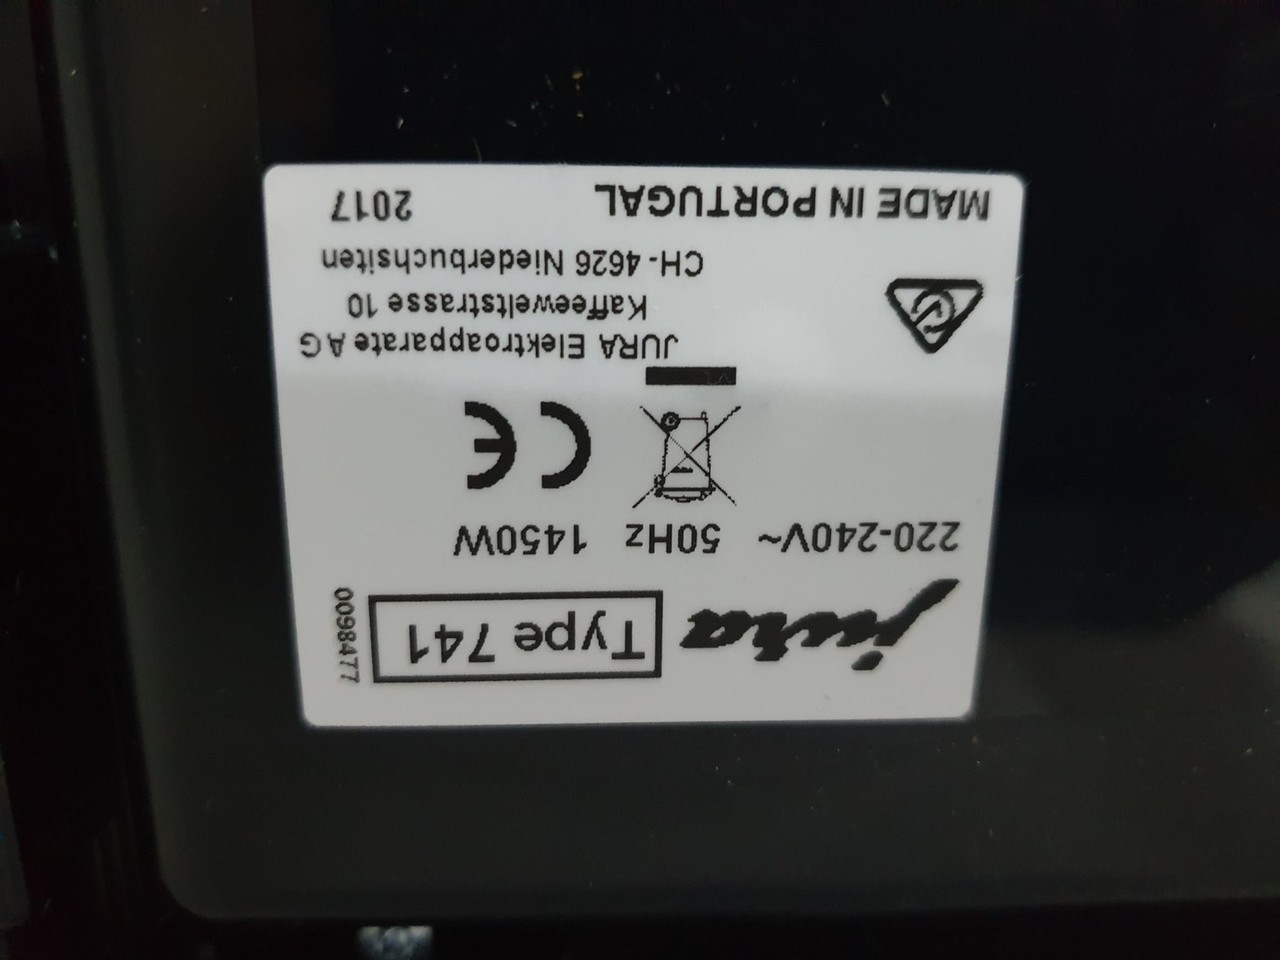 jura Type 741 0098477
220-240V~ 50Hz 1450W
CE
JURA Elektroapparate AG
Kaffeeweltstrasse 10
CH-4626 Niederbuchsiten
MADE IN PORTUGAL 2017